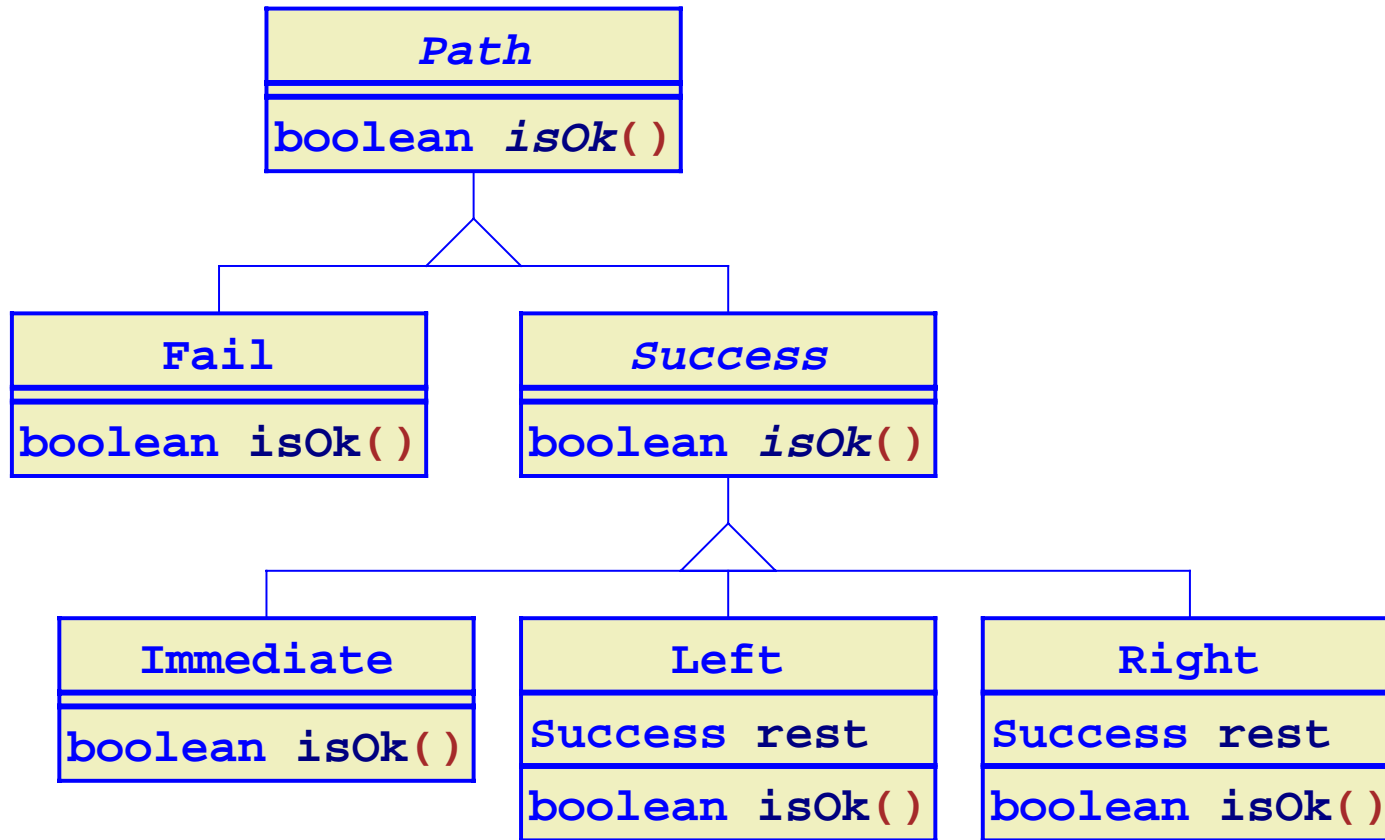 Path
boolean isOk()
Fail
boolean isOk()
Success
boolean isOk()
Immediate
boolean isOk()
Left
Success rest
boolean isOk()
Right
Success rest
boolean isOk()